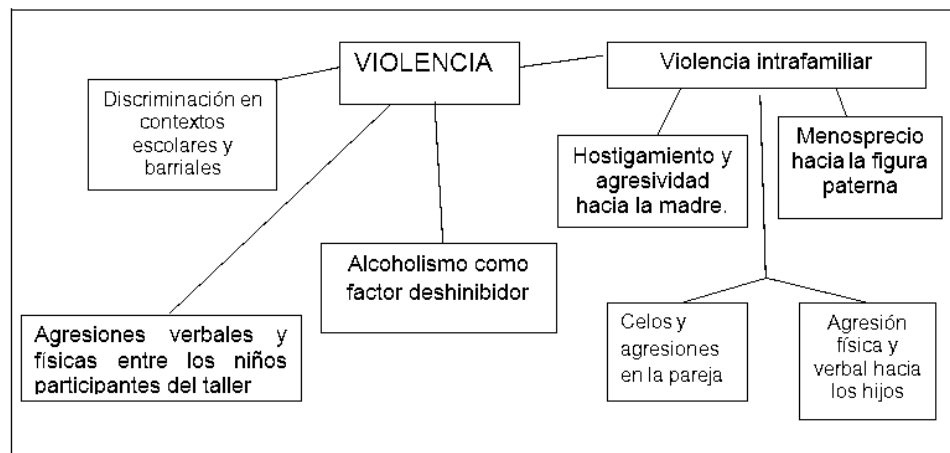 VIOLENCIA
Violencia intrafamiliar
Discriminación en
contextos
escolares y
barriales
Hostigamiento y
agresividad
hacia la madre.
Menosprecio
hacia la figura
paterna
Alcoholismo como
factor deshinibidor
Agresiones verbales y
físicas entre los niños
participantes del taller
Celos y
agresiones
en la pareja
Agresión
física y
verbal hacia
los hijos